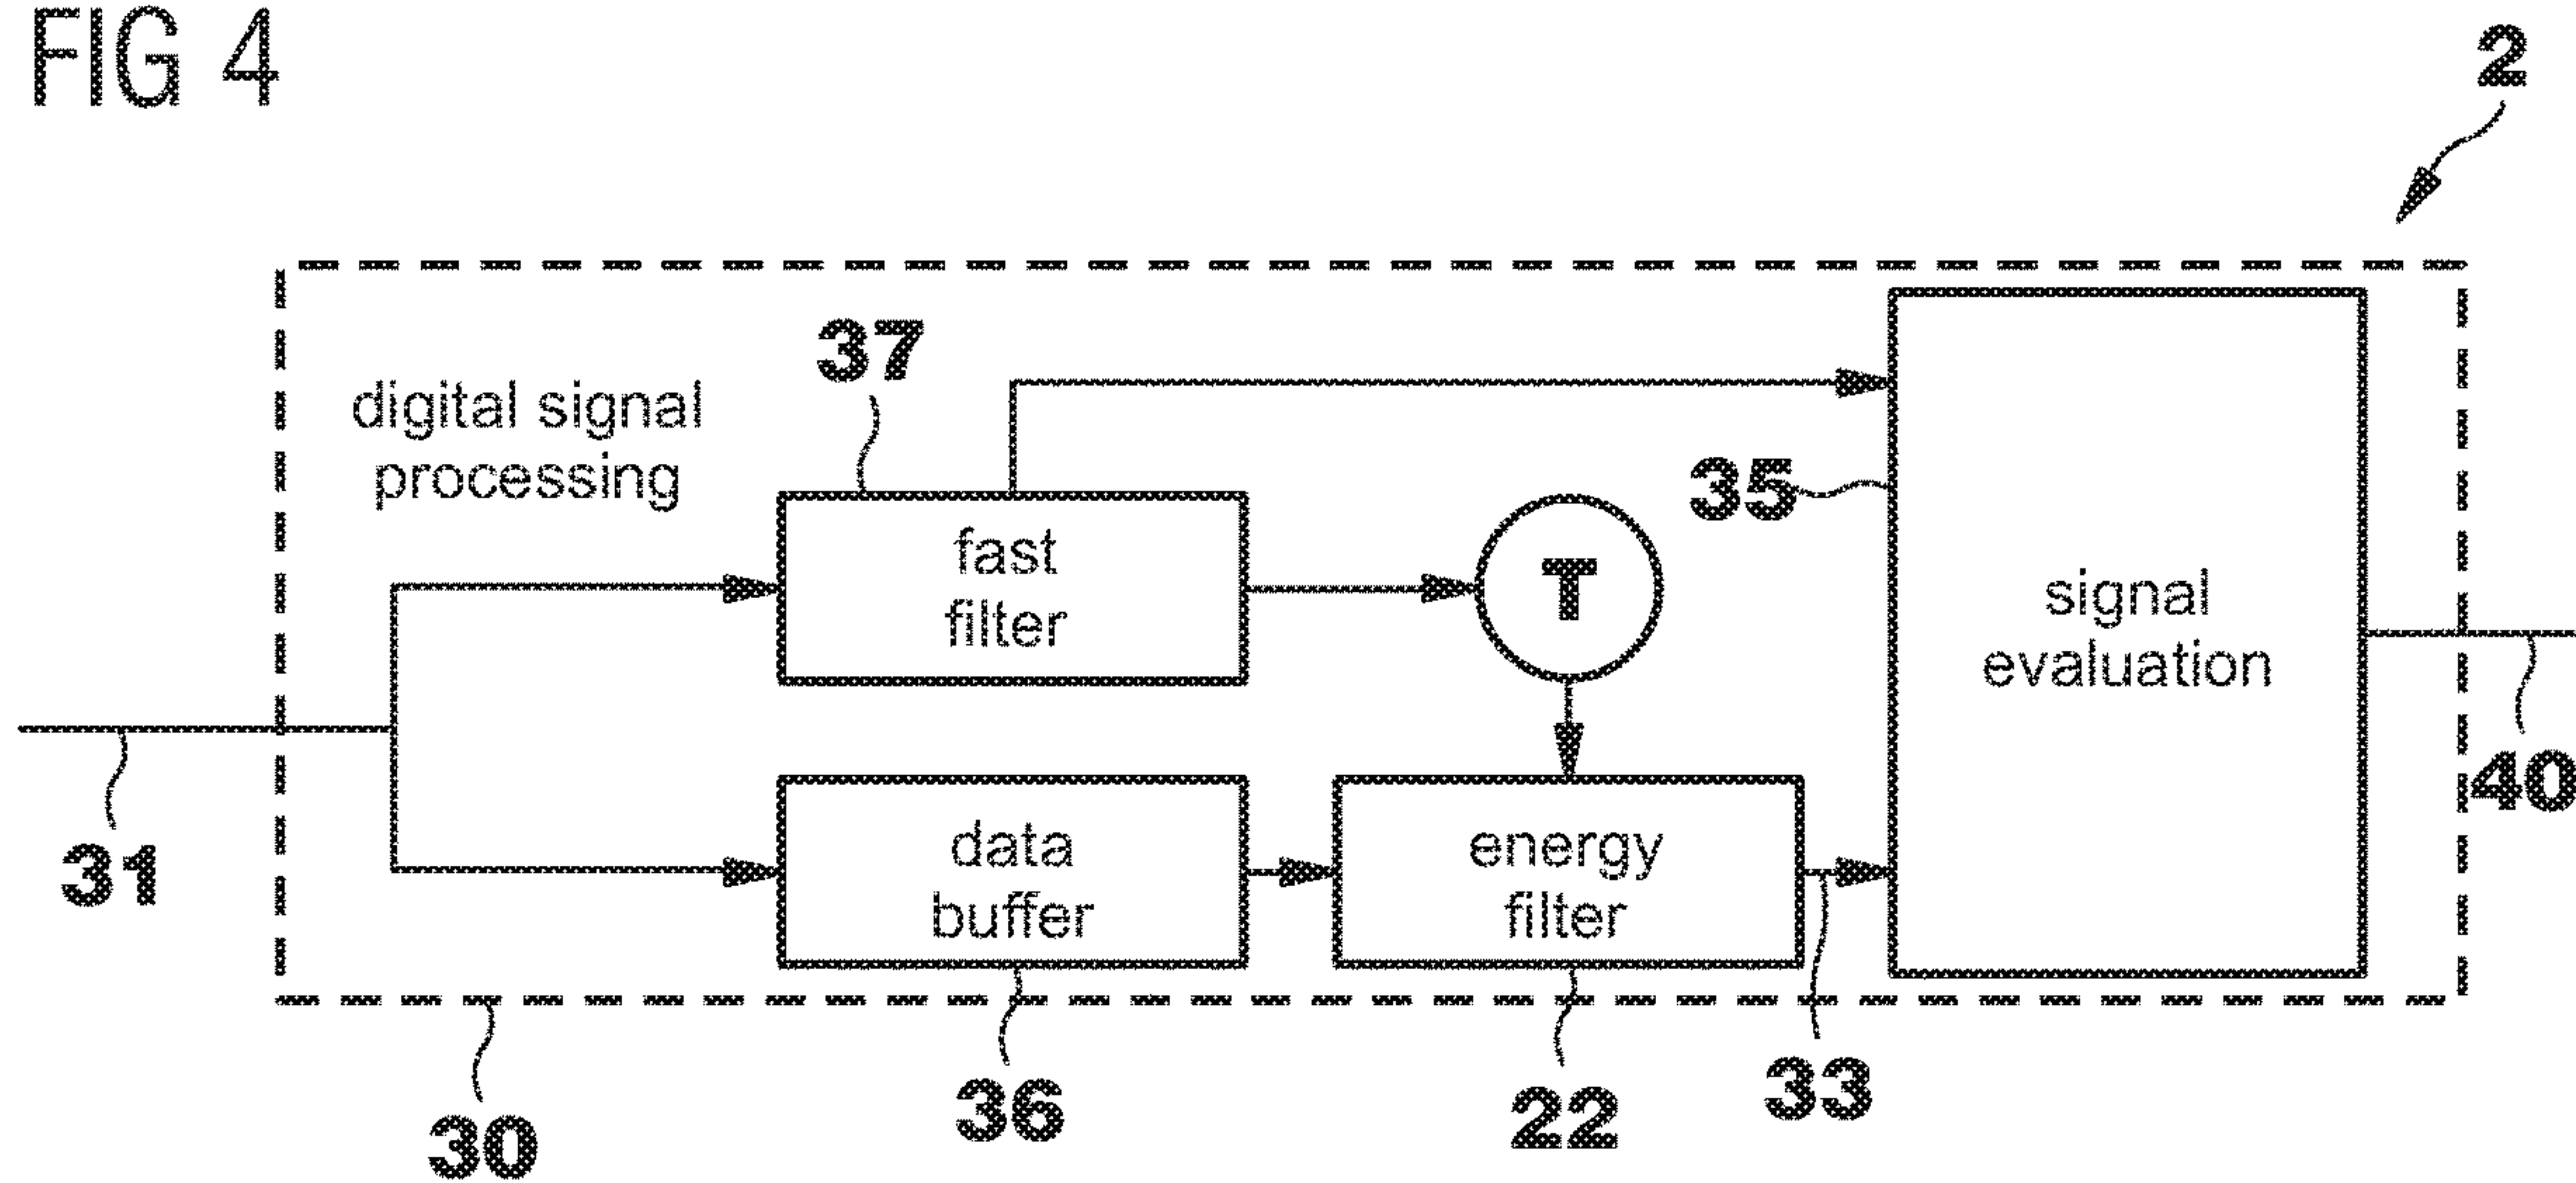 FIG 4
2
37
digital signal
processing
35
fast
filter
T
signal
evaluation
31
40
data
buffer
energy
filter
30
36
22
33